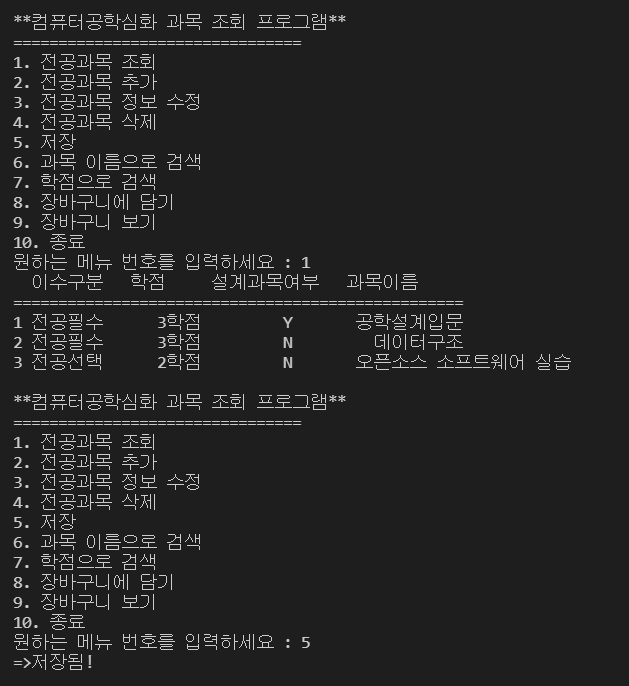 **컴퓨터공학심화 과목 조회 프로그램**
================================
1. 전공과목 조회
2. 전공과목 추가
3. 전공과목 정보 수정
4. 전공과목 삭제
5. 저장
6. 과목 이름으로 검색
7. 학점으로 검색
8. 장바구니에 담기
9. 장바구니 보기
10. 종료
원하는 메뉴 번호를 입력하세요 : 1
이수구분 학점 설계과목여부 과목이름
==================================================
1 전공필수 3학점 Y 공학설계입문
2 전공필수 3학점 N 데이터구조
3 전공선택 2학점 N 오픈소스 소프트웨어 실습
**컴퓨터공학심화 과목 조회 프로그램**
================================
1. 전공과목 조회
2. 전공과목 추가
3. 전공과목 정보 수정
4. 전공과목 삭제
5. 저장
6. 과목 이름으로 검색
7. 학점으로 검색
8. 장바구니에 담기
9. 장바구니 보기
10. 종료
원하는 메뉴 번호를 입력하세요 : 5
=>저장됨!